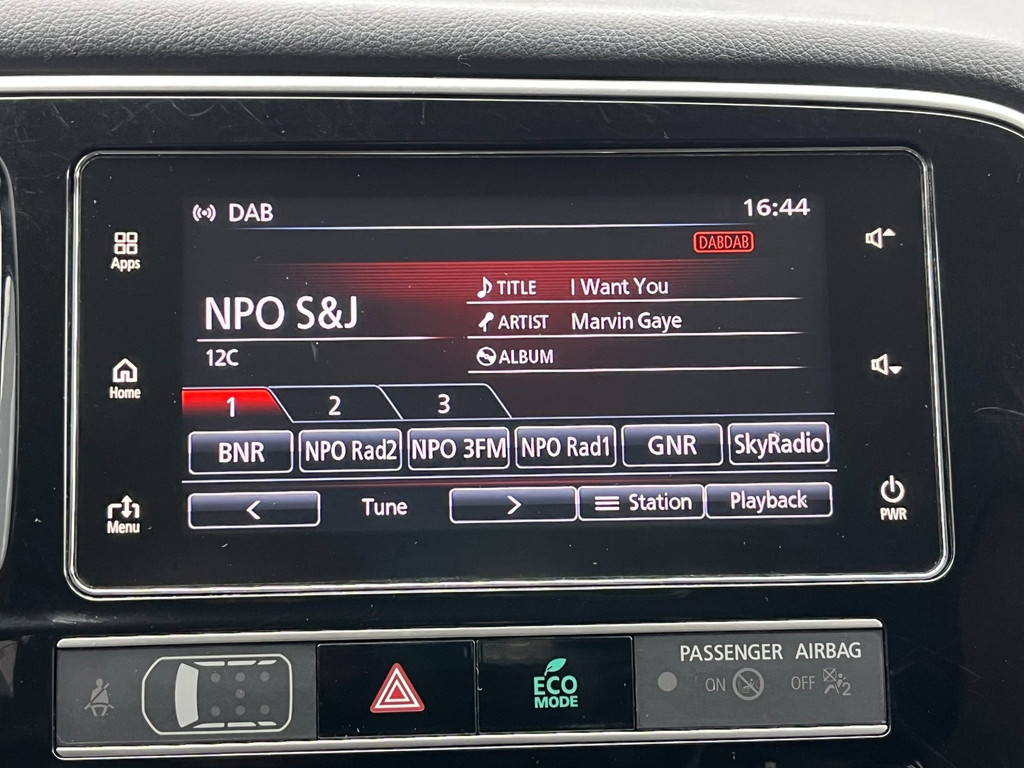 DAB 16:44
DABDAB
Apps
NPO S&J
12C
TITLE I Want You
ARTIST Marvin Gaye
ALBUM
Home
1 2 3
BNR NPO Rad2 NPO 3FM NPO Rad1 GNR SkyRadio
< Tune > Station Playback
Menu
PWR
ECO
MODE
PASSENGER AIRBAG
ON OFF 2